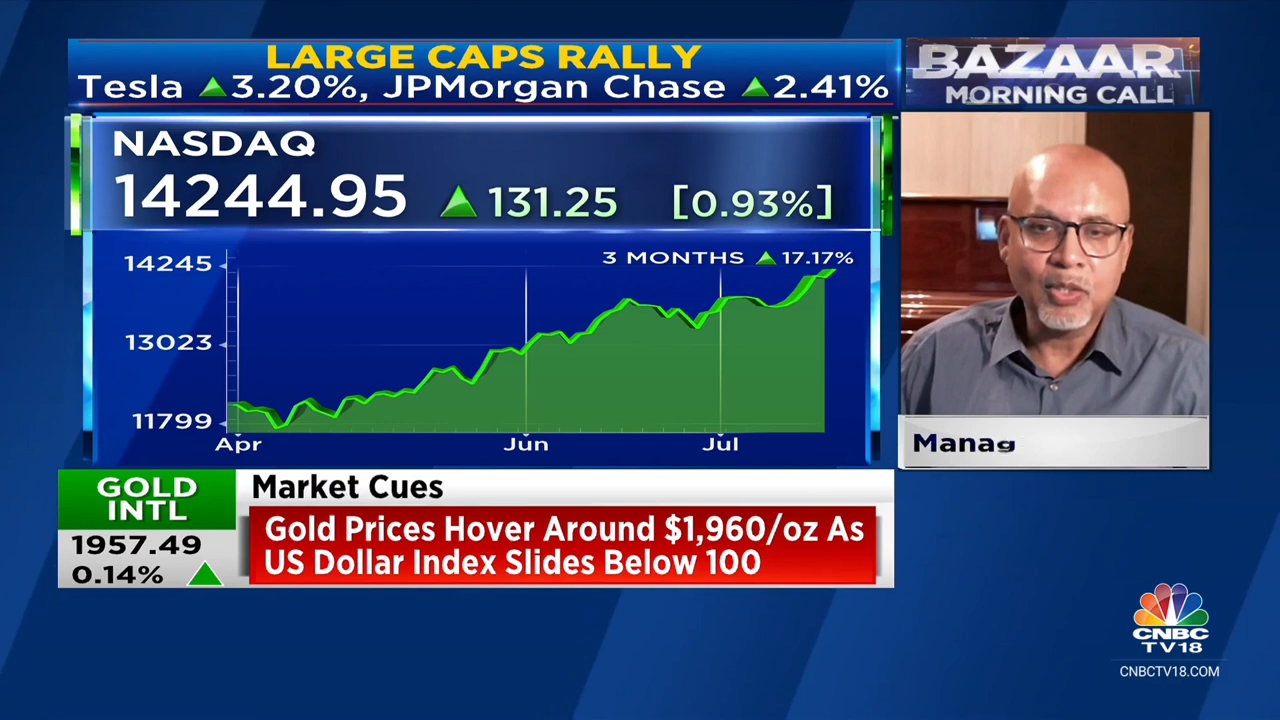 LARGE CAPS RALLY
Tesla ▲3.20%, JPMorgan Chase ▲2.41%
BAZAAR
MORNING CALL
NASDAQ
14244.95 ▲ 131.25 [0.93%]
3 MONTHS ▲ 17.17%
14245
13023
11799
Apr Jun Jul
Manag
GOLD
INTL
1957.49
0.14% ▲
Market Cues
Gold Prices Hover Around $1,960/oz As
US Dollar Index Slides Below 100
CNBC
TV18
CNBCTV18.COM